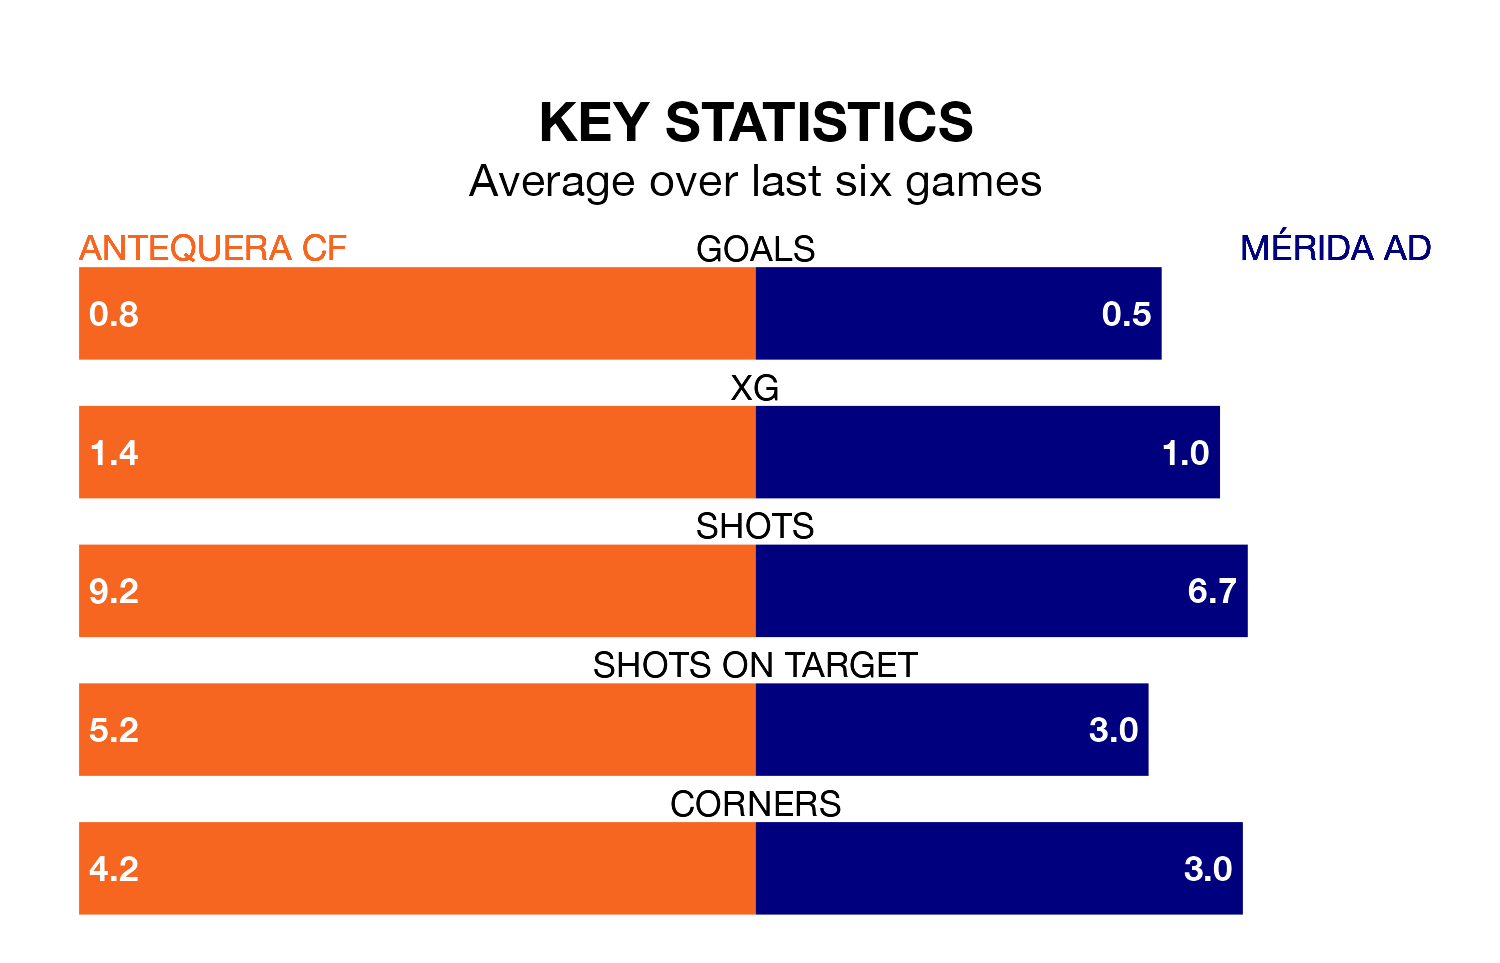 KEY STATISTICS
Average over last six games
ANTEQUERA CF GOALS MÉRIDA AD
0.8 0.5
XG
1.4 1.0
SHOTS
9.2 6.7
SHOTS ON TARGET
5.2 3.0
CORNERS
4.2 3.0